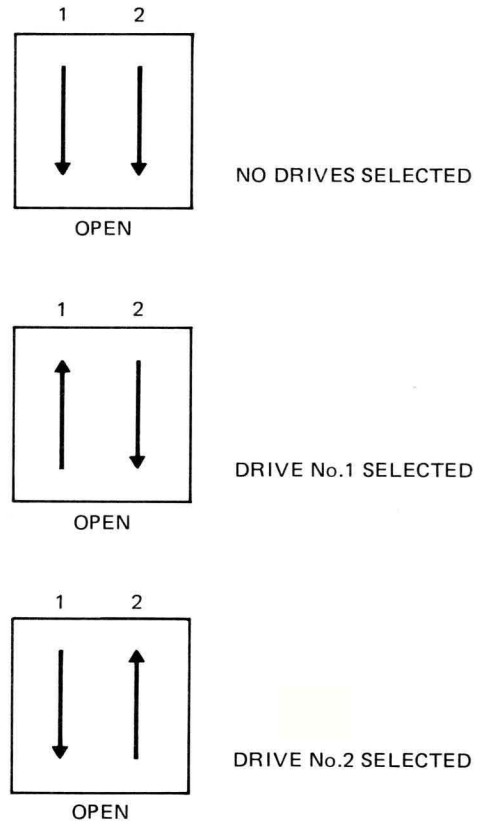 1 2
NO DRIVES SELECTED
OPEN
1 2
DRIVE No.1 SELECTED
OPEN
1 2
DRIVE No.2 SELECTED
OPEN